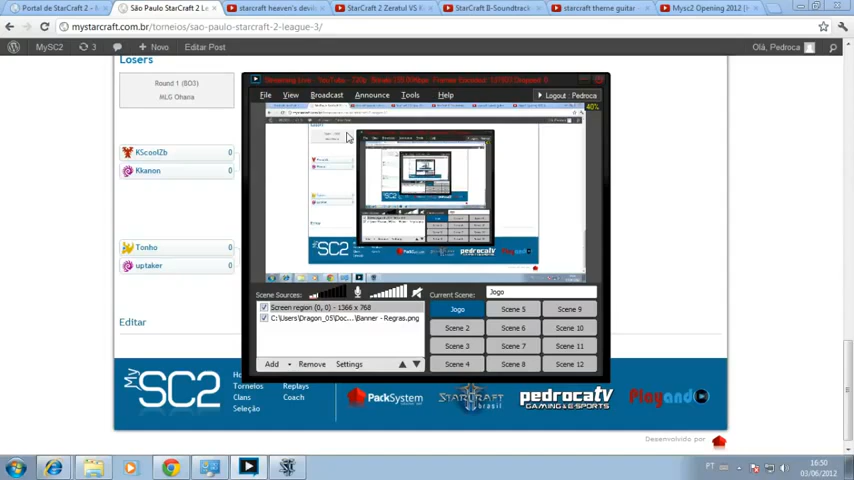 Portal de StarCraft 2 - F
São Paulo StarCraft 2 Le
starcraft heaven's devil
StarCraft 2 Zeretul VS R
StarCraft II-Soundtrack
starcraft theme guitar
Mysc2 Opening 2012 [H
mystarcraft.com.br/torneios/sao-paulo-starcraft-2-league-3/
MySC2
3
Novo
Editar Post
Olá, Pedroca
Losers
Round 1 (BO3)
MLG Ohana
KScoolZb 0
Kkanon 0
Tonho 0
uptaker 0
Editar
File View Broadcast Announce Tools Help
Logout : Pedroca
40%
Scene Sources:
Current Scene:
Jogo
Screen region (0, 0) - 1366 x 768
C:\Users\Dragon_05\Doc...\Banner - Regras.png
Jogo Scene 5 Scene 9
Scene 2 Scene 6 Scene 10
Scene 3 Scene 7 Scene 11
Scene 4 Scene 8 Scene 12
Add Remove Settings
My SC2
Torneios Replays
Clans Coach
Seleção
PackSystem
StarCraft brasil
pedrocaTV
GAMING & E-SPORTS
Playand
Desenvolvido por
PT
16:50
03/06/2012